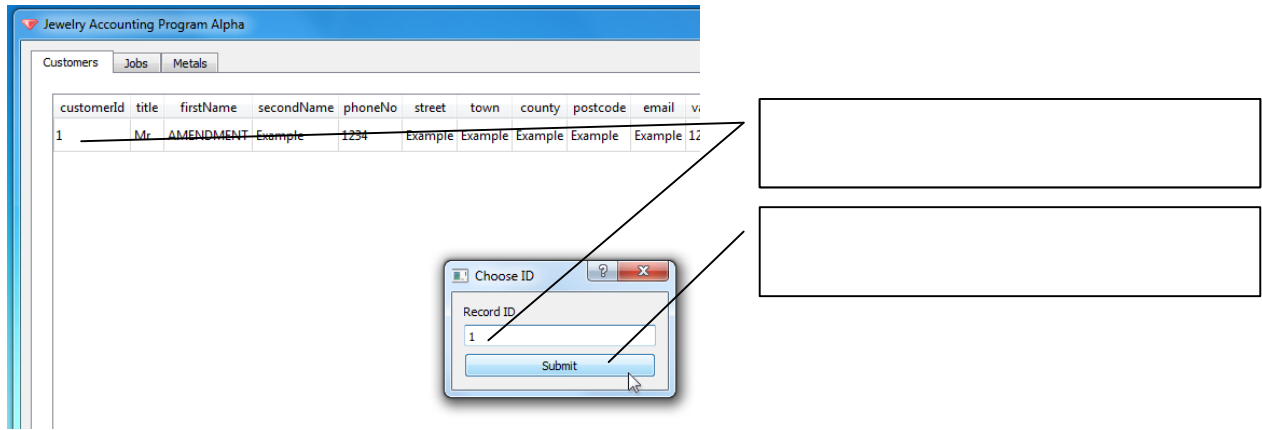 Jewelry Accounting Program Alpha
Customers Jobs Metals
customerId title firstName secondName phoneNo street town county postcode email
1 Mr AMENDMENT Example 1234 Example Example Example Example Example 12
Choose ID
Record ID
1
Submit